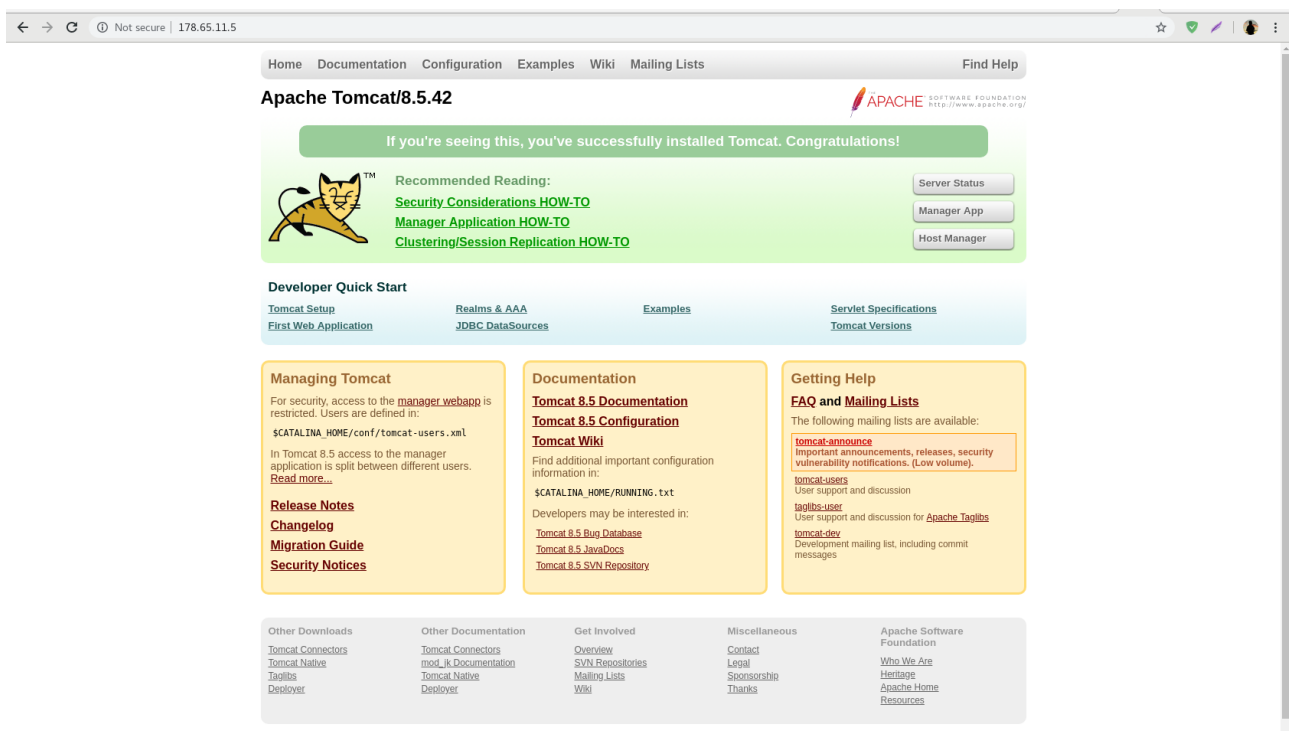 Not secure | 178.65.11.5
Home Documentation Configuration Examples Wiki Mailing Lists Find Help
Apache Tomcat/8.5.42
THE APACHE SOFTWARE FOUNDATION
http://www.apache.org/
If you're seeing this, you've successfully installed Tomcat. Congratulations!
TM
Recommended Reading:
Security Considerations HOW-TO
Manager Application HOW-TO
Clustering/Session Replication HOW-TO
Server Status
Manager App
Host Manager
Developer Quick Start
Tomcat Setup
First Web Application
Realms & AAA
JDBC DataSources
Examples
Servlet Specifications
Tomcat Versions
Managing Tomcat
For security, access to the manager webapp is
restricted. Users are defined in:
$CATALINA_HOME/conf/tomcat-users.xml
In Tomcat 8.5 access to the manager
application is split between different users.
Read more...
Release Notes
Changelog
Migration Guide
Security Notices
Documentation
Tomcat 8.5 Documentation
Tomcat 8.5 Configuration
Tomcat Wiki
Find additional important configuration
information in:
$CATALINA_HOME/RUNNING.txt
Developers may be interested in:
Tomcat 8.5 Bug Database
Tomcat 8.5 JavaDocs
Tomcat 8.5 SVN Repository
Getting Help
FAQ and Mailing Lists
The following mailing lists are available:
tomcat-announce
Important announcements, releases, security
vulnerability notifications. (Low volume).
tomcat-users
User support and discussion
taglibs-user
User support and discussion for Apache Taglibs
tomcat-dev
Development mailing list, including commit
messages
Other Downloads
Tomcat Connectors
Tomcat Native
Taglibs
Deployer
Other Documentation
Tomcat Connectors
mod_jk Documentation
Tomcat Native
Deployer
Get Involved
Overview
SVN Repositories
Mailing Lists
Wiki
Miscellaneous
Contact
Legal
Sponsorship
Thanks
Apache Software
Foundation
Who We Are
Heritage
Apache Home
Resources